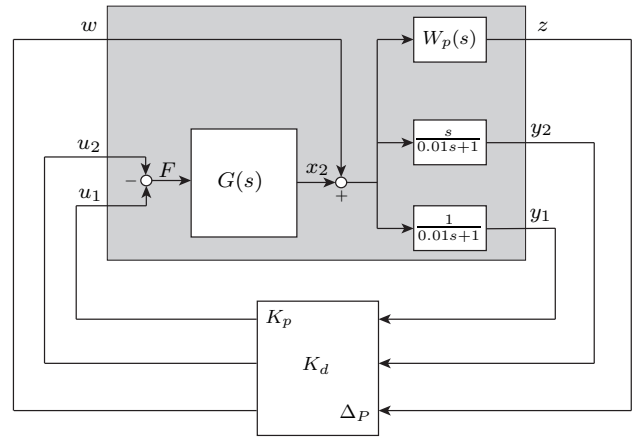 w
z
W_p(s)
u_2
y_2
s/(0.01s+1)
−
F
G(s)
x_2
+
u_1
y_1
1/(0.01s+1)
K_p
K_d
Δ_P